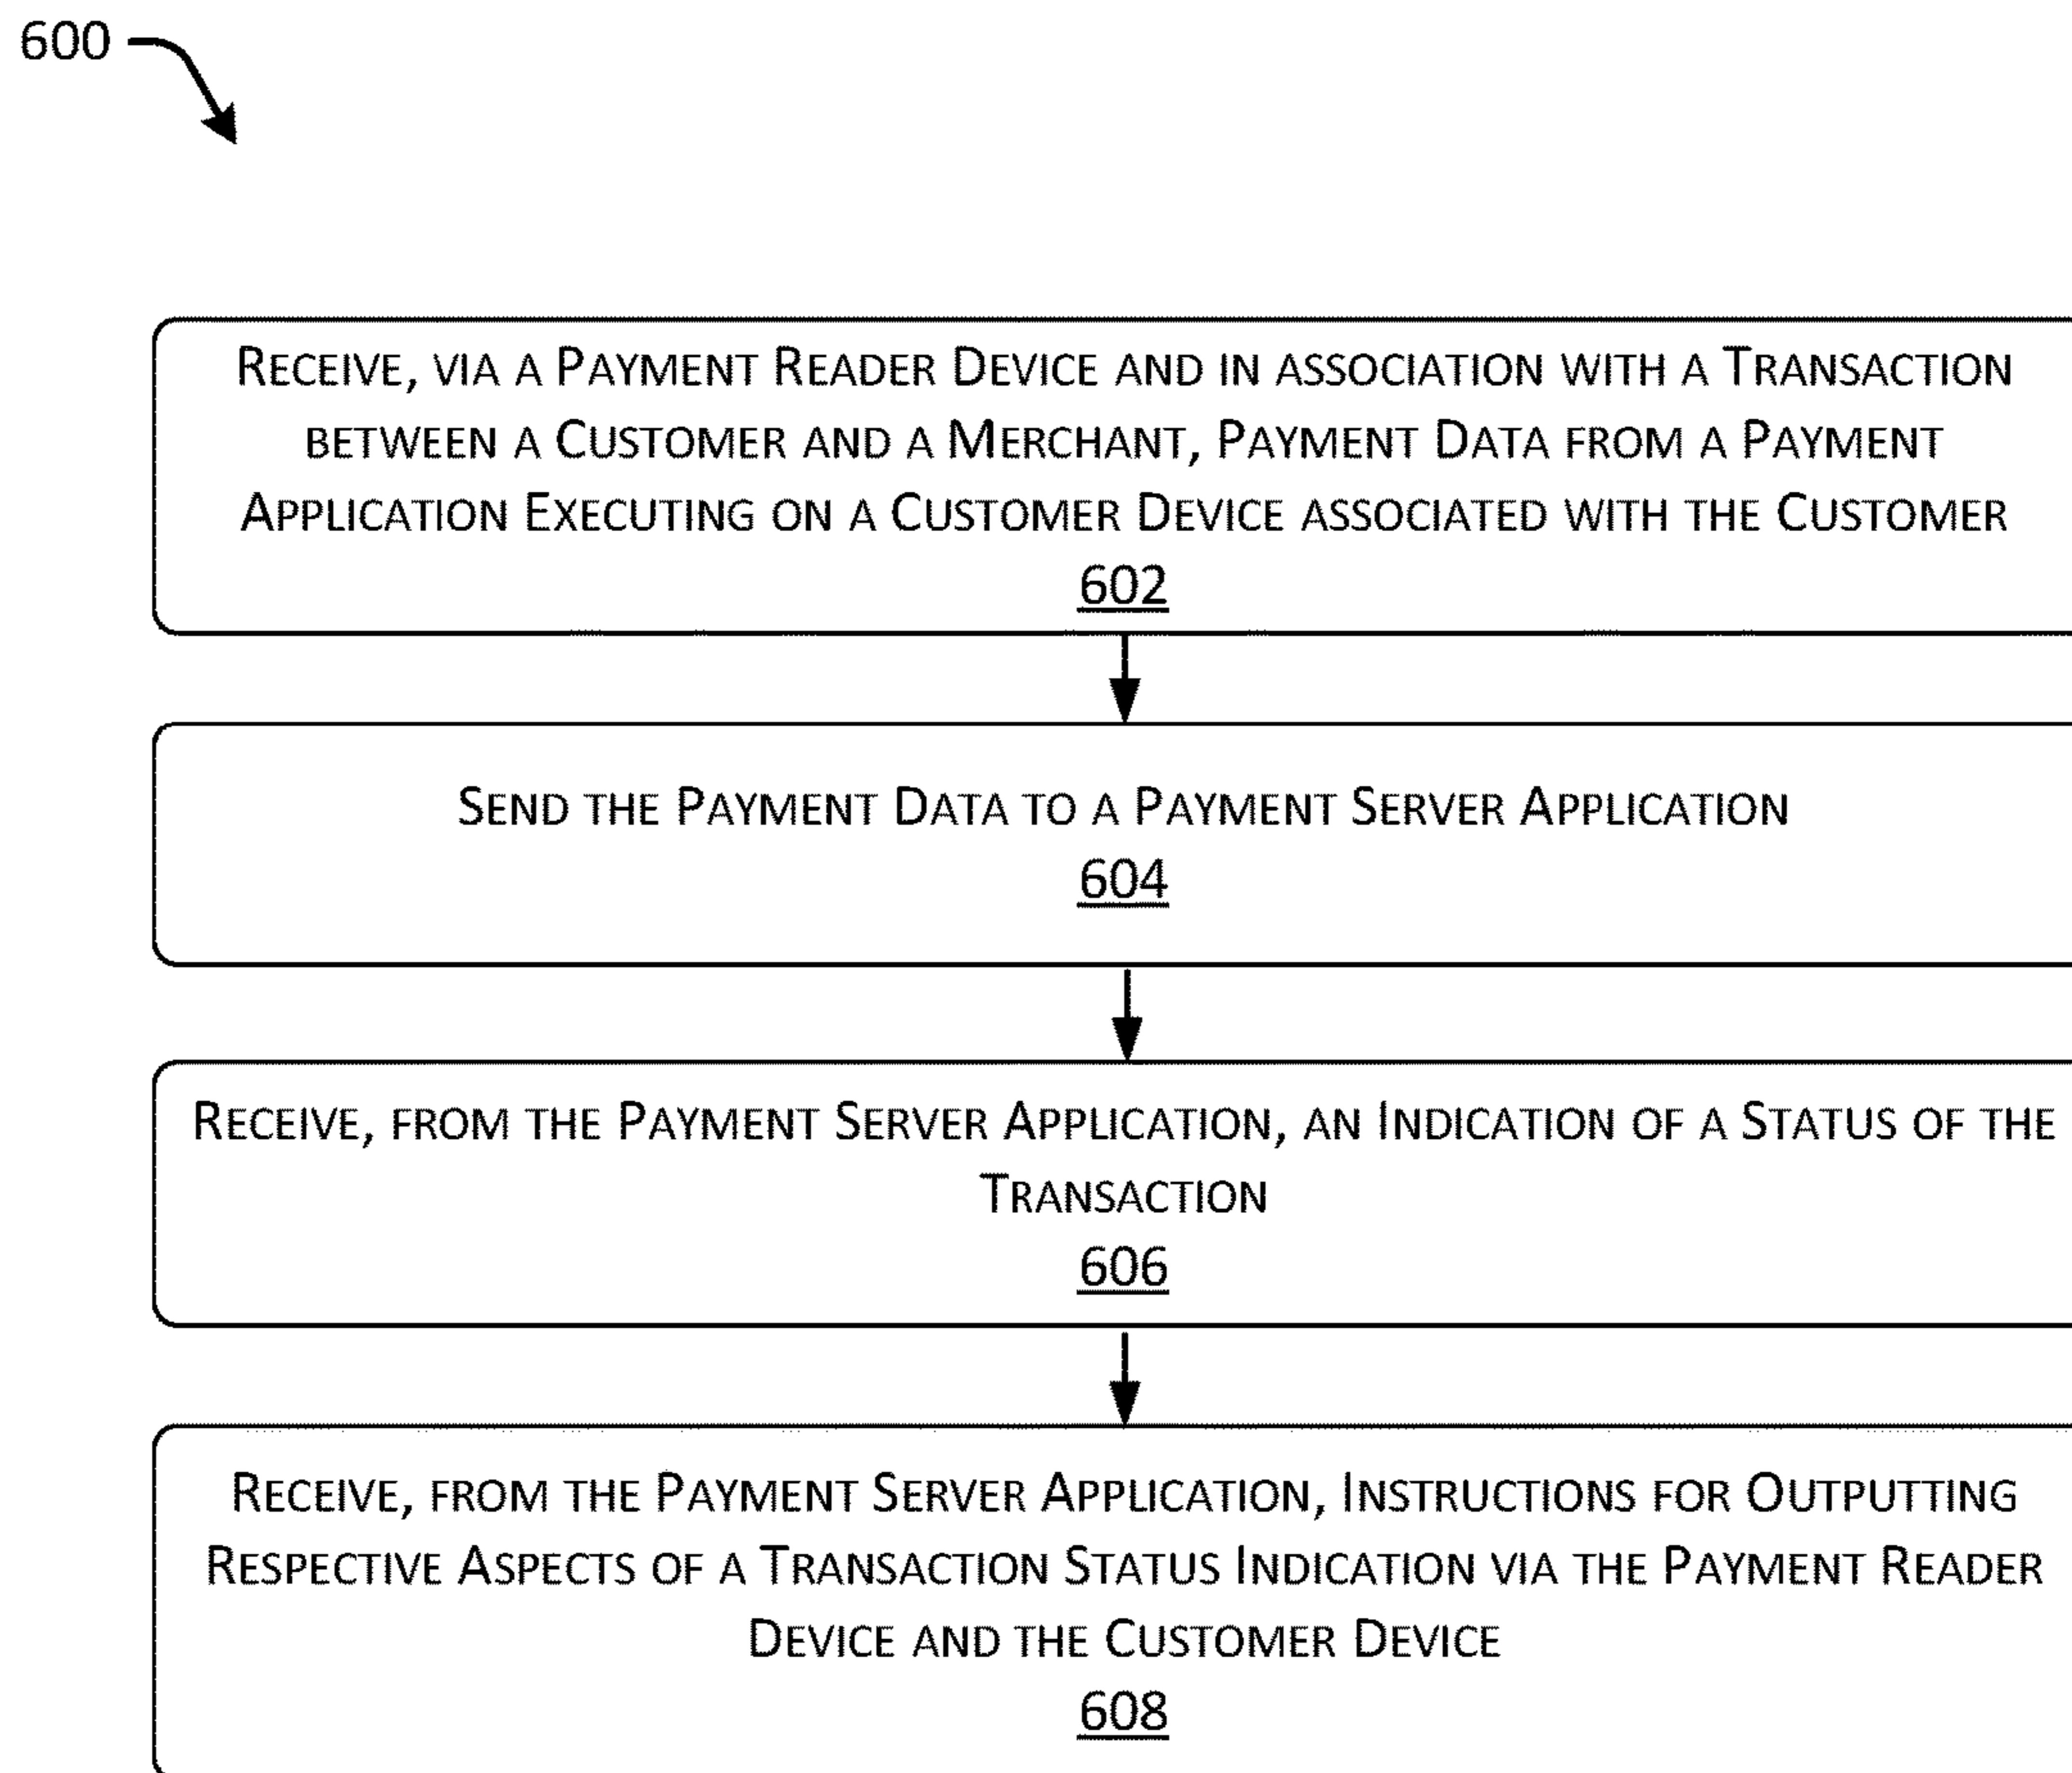 600
RECEIVE, VIA A PAYMENT READER DEVICE AND IN ASSOCIATION WITH A TRANSACTION
BETWEEN A CUSTOMER AND A MERCHANT, PAYMENT DATA FROM A PAYMENT
APPLICATION EXECUTING ON A CUSTOMER DEVICE ASSOCIATED WITH THE CUSTOMER
602
SEND THE PAYMENT DATA TO A PAYMENT SERVER APPLICATION
604
RECEIVE, FROM THE PAYMENT SERVER APPLICATION, AN INDICATION OF A STATUS OF THE
TRANSACTION
606
RECEIVE, FROM THE PAYMENT SERVER APPLICATION, INSTRUCTIONS FOR OUTPUTTING
RESPECTIVE ASPECTS OF A TRANSACTION STATUS INDICATION VIA THE PAYMENT READER
DEVICE AND THE CUSTOMER DEVICE
608